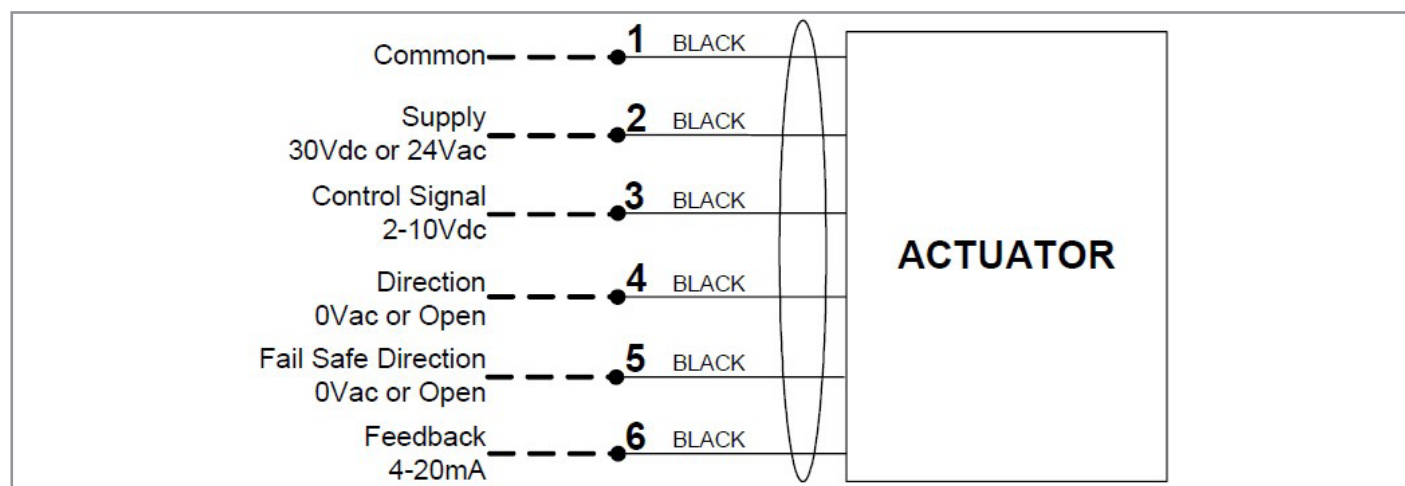 Common
1 BLACK
Supply
30Vdc or 24Vac
2 BLACK
Control Signal
2-10Vdc
3 BLACK
Direction
0Vac or Open
4 BLACK
Fail Safe Direction
0Vac or Open
5 BLACK
Feedback
4-20mA
6 BLACK
ACTUATOR